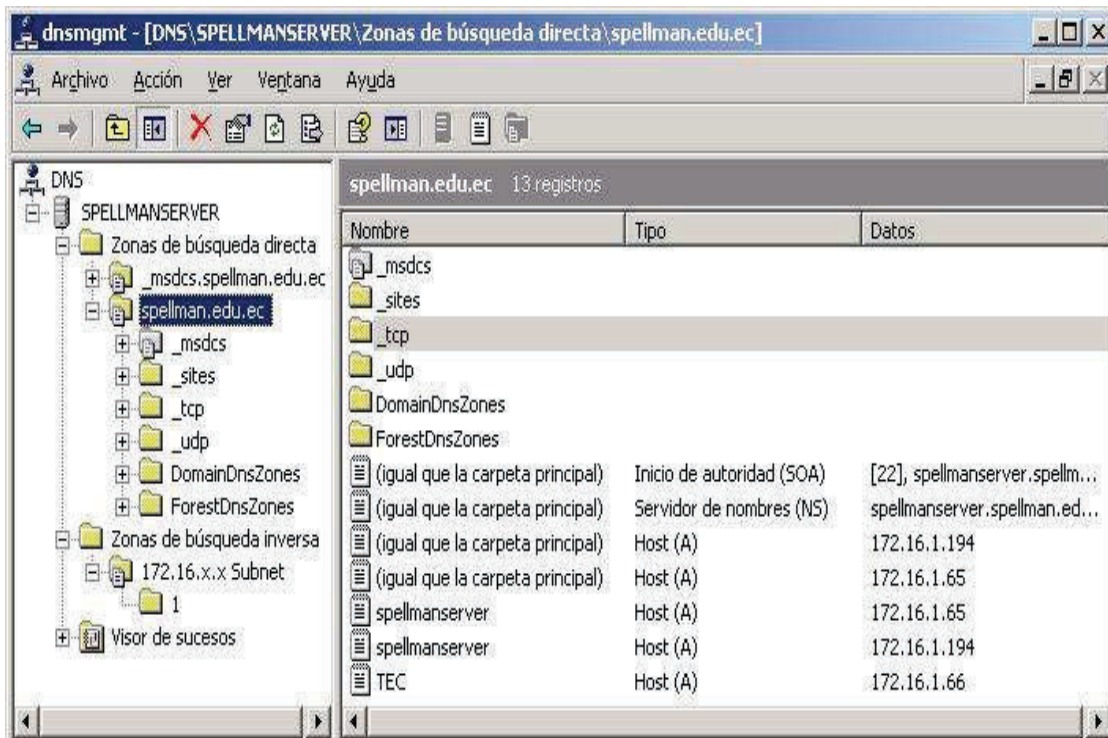 dnsmgmt - [DNS\SPELLMANSERVER\Zonas de búsqueda directa\spellman.edu.ec]
Archivo Acción Ver Ventana Ayuda
DNS
SPELLMANSERVER
Zonas de búsqueda directa
_msdcs.spellman.edu.ec
spellman.edu.ec
_msdcs
_sites
_tcp
_udp
DomainDnsZones
ForestDnsZones
Zonas de búsqueda inversa
172.16.x.x Subnet
1
Visor de sucesos
spellman.edu.ec 13 registros
Nombre Tipo Datos
_msdcs
_sites
_tcp
_udp
DomainDnsZones
ForestDnsZones
(igual que la carpeta principal) Inicio de autoridad (SOA) [22], spellmanserver.spellm...
(igual que la carpeta principal) Servidor de nombres (NS) spellmanserver.spellman.ed...
(igual que la carpeta principal) Host (A) 172.16.1.194
(igual que la carpeta principal) Host (A) 172.16.1.65
spellmanserver Host (A) 172.16.1.65
spellmanserver Host (A) 172.16.1.194
TEC Host (A) 172.16.1.66